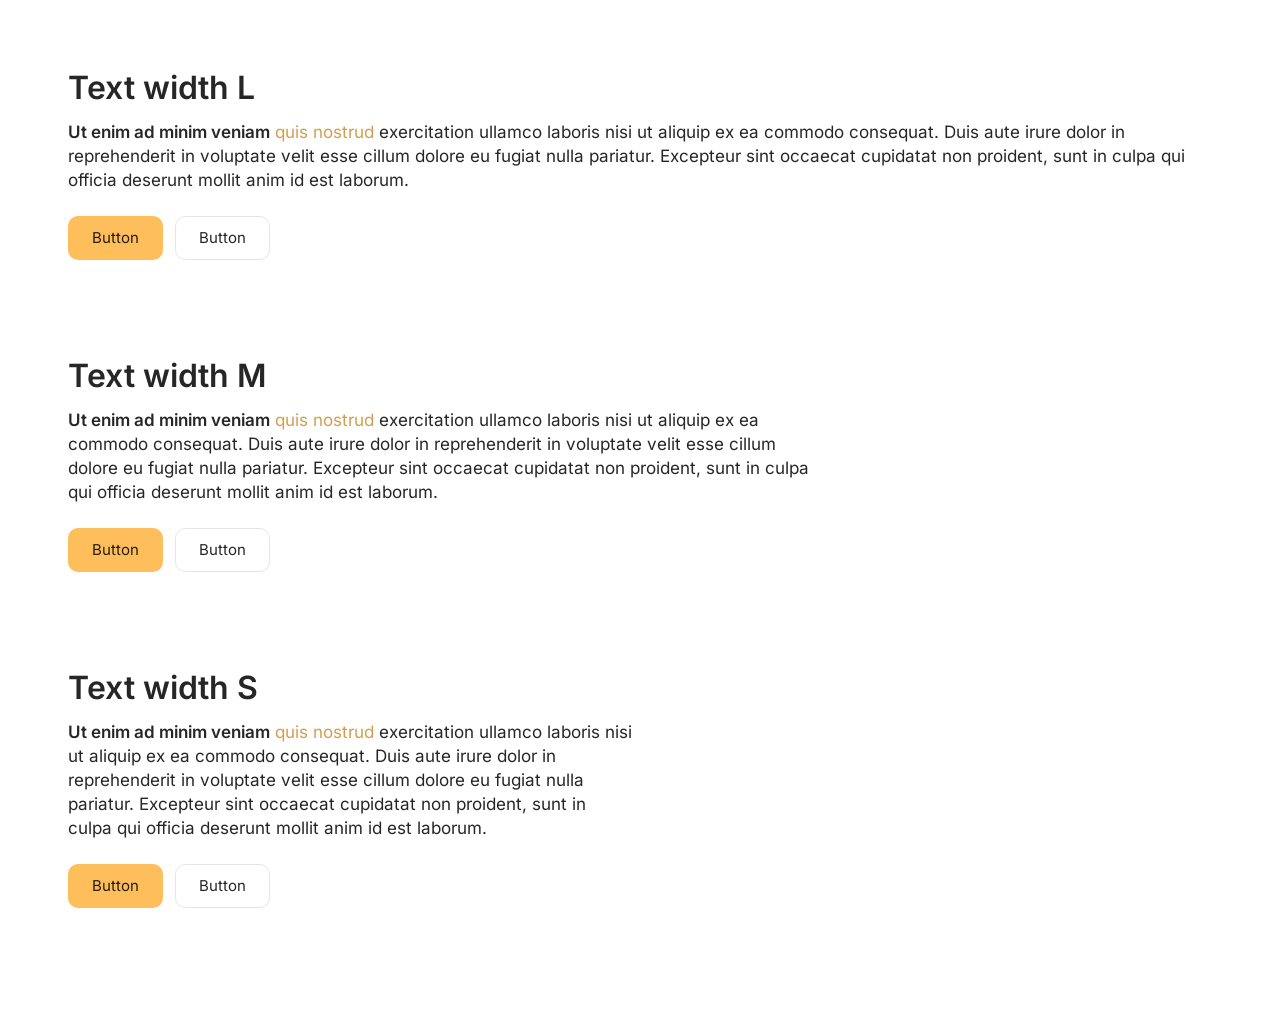 Text width L
Ut enim ad minim veniam quis nostrud exercitation ullamco laboris nisi ut aliquip ex ea commodo consequat. Duis aute irure dolor in
reprehenderit in voluptate velit esse cillum dolore eu fugiat nulla pariatur. Excepteur sint occaecat cupidatat non proident, sunt in culpa qui
officia deserunt mollit anim id est laborum.
Button Button
Text width M
Ut enim ad minim veniam quis nostrud exercitation ullamco laboris nisi ut aliquip ex ea
commodo consequat. Duis aute irure dolor in reprehenderit in voluptate velit esse cillum
dolore eu fugiat nulla pariatur. Excepteur sint occaecat cupidatat non proident, sunt in culpa
qui officia deserunt mollit anim id est laborum.
Button Button
Text width S
Ut enim ad minim veniam quis nostrud exercitation ullamco laboris nisi
ut aliquip ex ea commodo consequat. Duis aute irure dolor in
reprehenderit in voluptate velit esse cillum dolore eu fugiat nulla
pariatur. Excepteur sint occaecat cupidatat non proident, sunt in
culpa qui officia deserunt mollit anim id est laborum.
Button Button